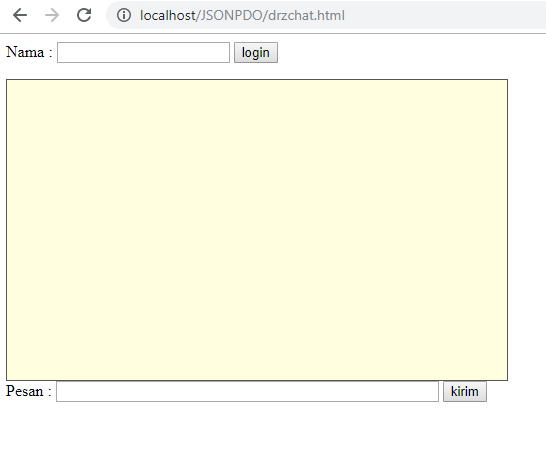 localhost/JSONPDO/drzchat.html
Nama : login
Pesan : kirim